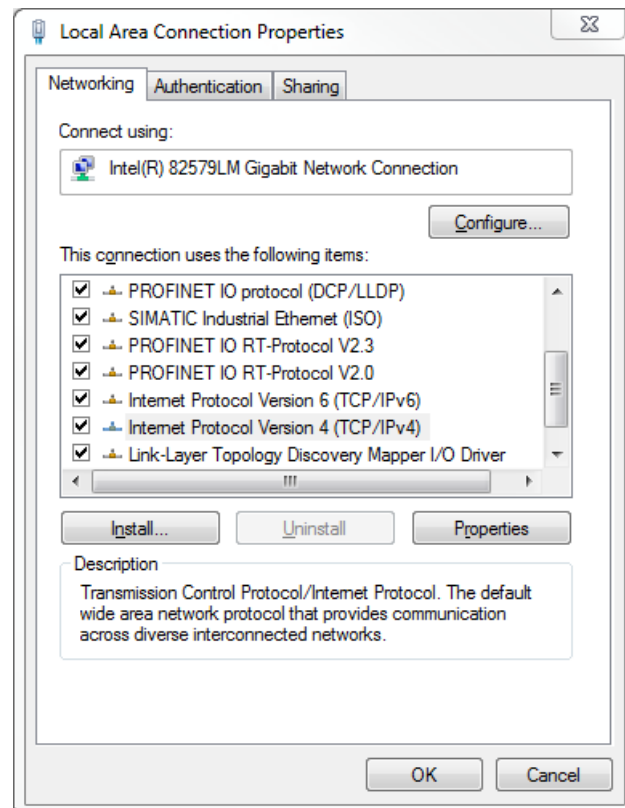 Local Area Connection Properties
Networking Authentication Sharing
Connect using:
Intel(R) 82579LM Gigabit Network Connection
Configure...
This connection uses the following items:
PROFINET IO protocol (DCP/LLDP)
SIMATIC Industrial Ethernet (ISO)
PROFINET IO RT-Protocol V2.3
PROFINET IO RT-Protocol V2.0
Internet Protocol Version 6 (TCP/IPv6)
Internet Protocol Version 4 (TCP/IPv4)
Link-Layer Topology Discovery Mapper I/O Driver
Install... Uninstall Properties
Description
Transmission Control Protocol/Internet Protocol. The default
wide area network protocol that provides communication
across diverse interconnected networks.
OK Cancel